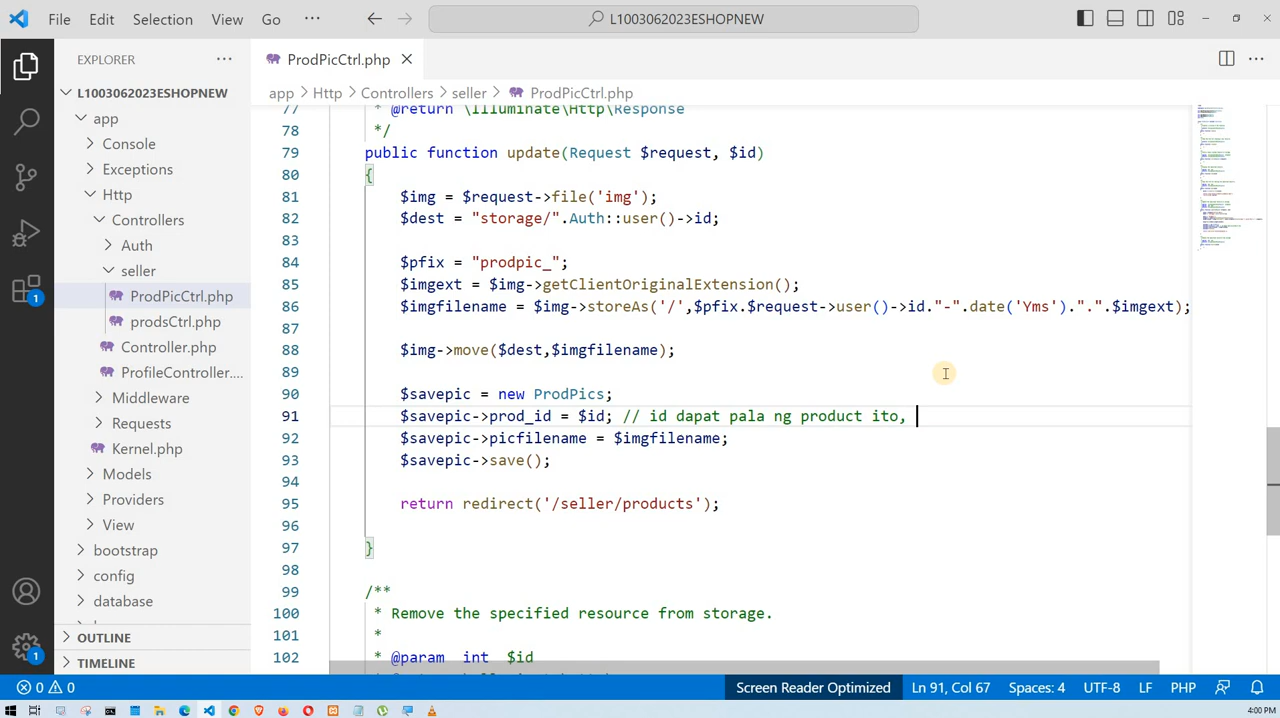 File Edit Selection View Go ··· L1003062023ESHOPNEW
EXPLORER ···
ProdPicCtrl.php
L1003062023ESHOPNEW
app > Http > Controllers > seller > ProdPicCtrl.php
app
Console
Exceptions
Http
Controllers
Auth
seller
ProdPicCtrl.php
prodsCtrl.php
Controller.php
ProfileController....
Middleware
Requests
Kernel.php
Models
Providers
View
bootstrap
config
database
OUTLINE
TIMELINE
1
1
77 * @return \Illuminate\Http\Response
78 */
79 public function update(Request $request, $id)
80 {
81 $img = $request->file('img');
82 $dest = "storage/".Auth::user()->id;
83
84 $pfix = "prodpic_";
85 $imgext = $img->getClientOriginalExtension();
86 $imgfilename = $img->storeAs('/',$pfix.$request->user()->id."-".date('Yms').".".$imgext);
87
88 $img->move($dest,$imgfilename);
89
90 $savepic = new ProdPics;
91 $savepic->prod_id = $id; // id dapat pala ng product ito,
92 $savepic->picfilename = $imgfilename;
93 $savepic->save();
94
95 return redirect('/seller/products');
96
97 }
98
99 /**
100 * Remove the specified resource from storage.
101 *
102 * @param int $id
0 0 Screen Reader Optimized Ln 91, Col 67 Spaces: 4 UTF-8 LF PHP
4:00 PM